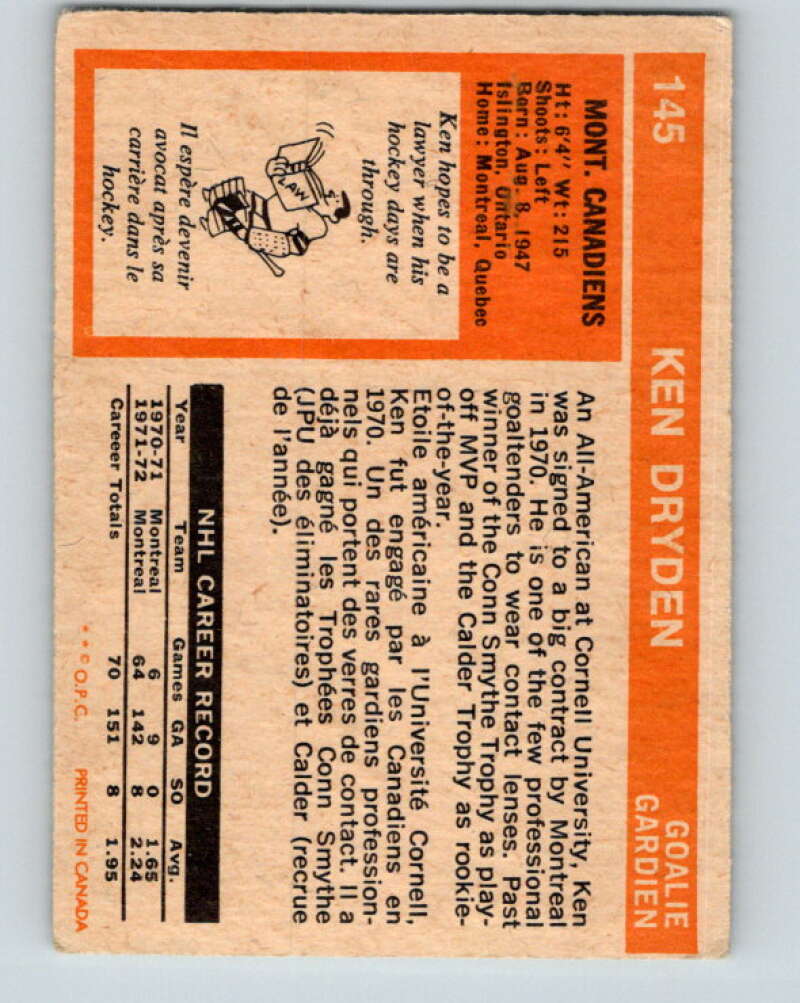 145
KEN DRYDEN
GOALIE
GARDIEN
MONT. CANADIENS
Ht: 6'4" Wt: 215
Shoots: Left
Born: Aug. 8, 1947
Islington, Ontario
Home: Montreal, Quebec
Ken hopes to be a
lawyer when his
hockey days are
through.
LAW
Il espère devenir
avocat après sa
carrière dans le
hockey.
An All-American at Cornell University, Ken
was signed to a big contract by Montreal
in 1970. He is one of the few professional
goaltenders to wear contact lenses. Past
winner of the Conn Smythe Trophy as play-
off MVP and the Calder Trophy as rookie-
of-the-year.
Etoile américaine à l'Université Cornell,
Ken fut engagé par les Canadiens en
1970. Un des rares gardiens profession-
nels qui portent des verres de contact. Il a
déjà gagné les Trophées Conn Smythe
(JPU des éliminatoires) et Calder (recrue
de l'année).
NHL CAREER RECORD
Year Team Games GA SO Avg.
1970-71 Montreal 6 9 0 1.65
1971-72 Montreal 64 142 8 2.24
Career Totals 70 151 8 1.95
* * © O.P.C. PRINTED IN CANADA